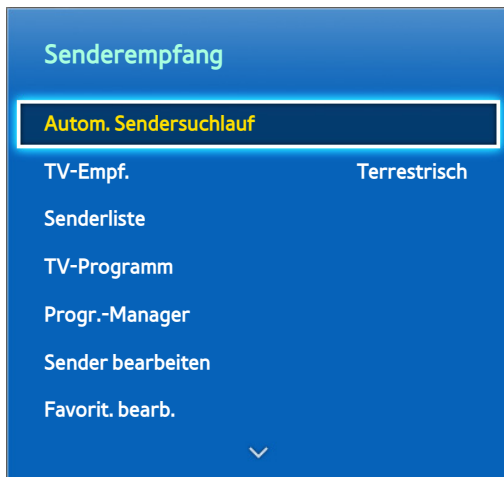 Senderempfang
Autom. Sendersuchlauf
TV-Empf. Terrestrisch
Senderliste
TV-Programm
Progr.-Manager
Sender bearbeiten
Favorit. bearb.